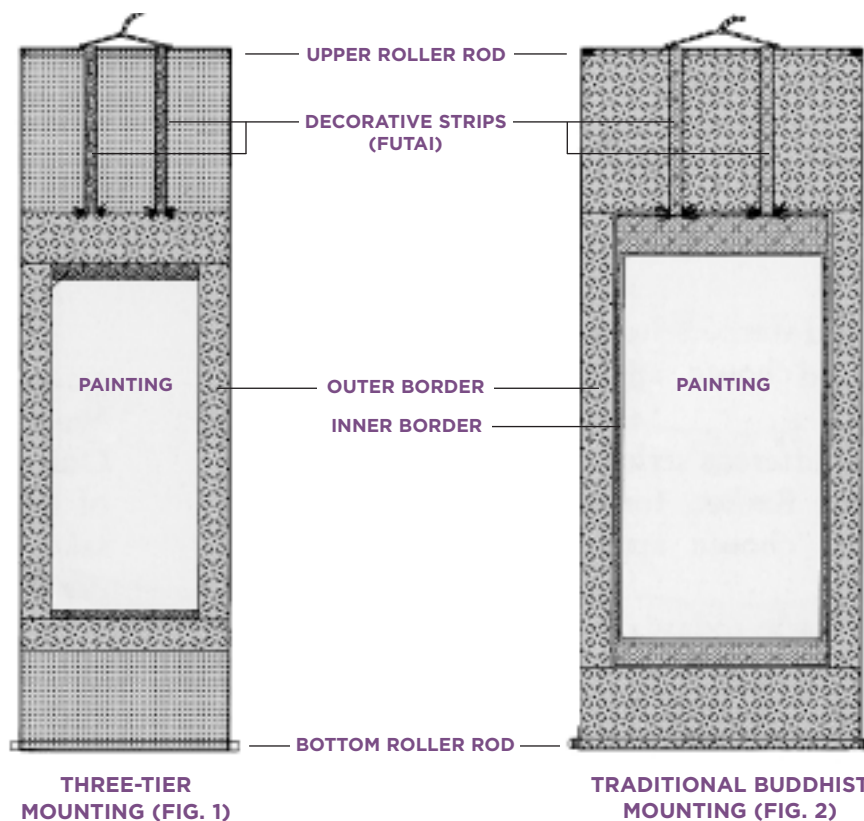 UPPER ROLLER ROD
DECORATIVE STRIPS
(FUTAI)
PAINTING
OUTER BORDER
PAINTING
INNER BORDER
BOTTOM ROLLER ROD
THREE-TIER
MOUNTING (FIG. 1)
TRADITIONAL BUDDHIST
MOUNTING (FIG. 2)